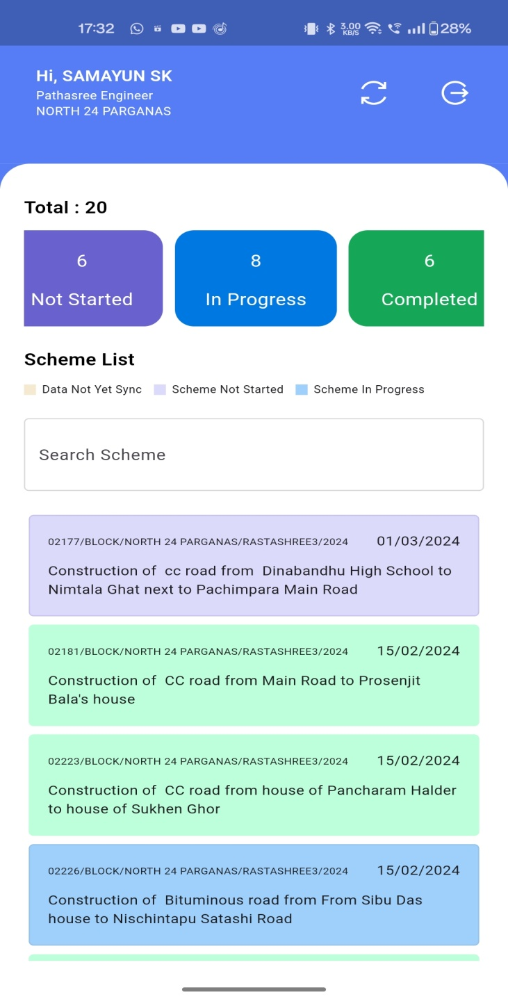 17:32 3.00 KB/S 28%
Hi, SAMAYUN SK
Pathasree Engineer
NORTH 24 PARGANAS
Total : 20
6 8 6
Not Started In Progress Completed
Scheme List
Data Not Yet Sync Scheme Not Started Scheme In Progress
Search Scheme
02177/BLOCK/NORTH 24 PARGANAS/RASTASHREE3/2024 01/03/2024
Construction of  cc road from  Dinabandhu High School to
Nimtala Ghat next to Pachimpara Main Road
02181/BLOCK/NORTH 24 PARGANAS/RASTASHREE3/2024 15/02/2024
Construction of  CC road from Main Road to Prosenjit
Bala's house
02223/BLOCK/NORTH 24 PARGANAS/RASTASHREE3/2024 15/02/2024
Construction of  CC road from house of Pancharam Halder
to house of Sukhen Ghor
02226/BLOCK/NORTH 24 PARGANAS/RASTASHREE3/2024 15/02/2024
Construction of  Bituminous road from From Sibu Das
house to Nischintapu Satashi Road